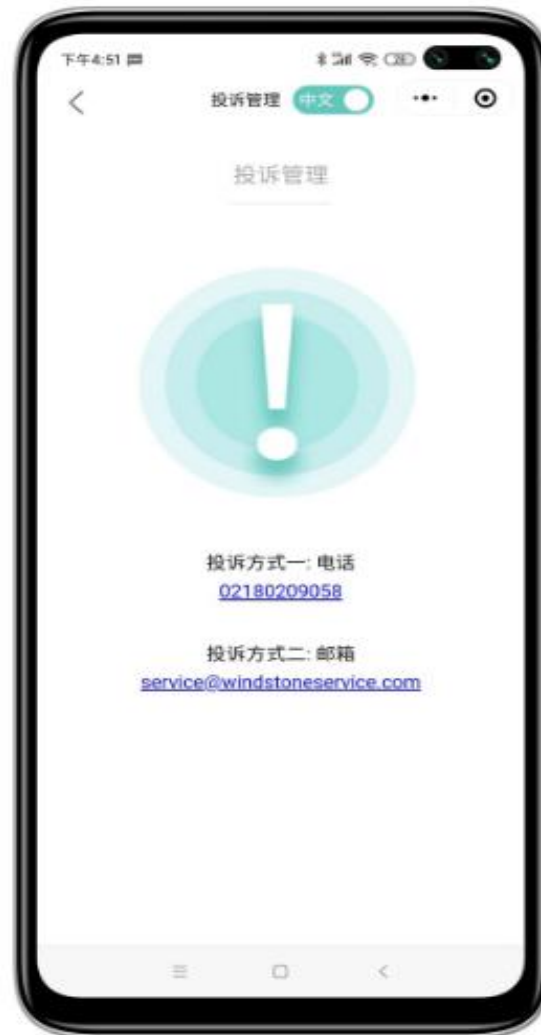 下午4:51
投诉管理 中文
投诉管理
投诉方式一: 电话
02180209058
投诉方式二: 邮箱
service@windstoneservice.com